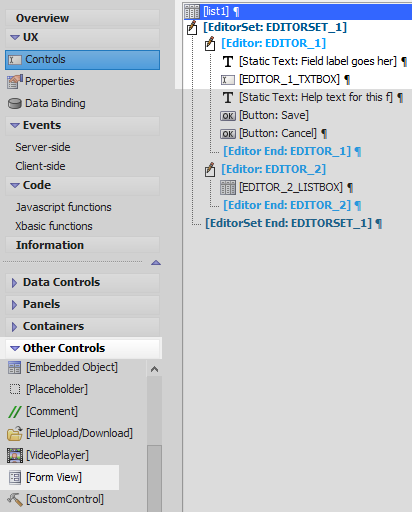 Overview
UX
Controls
Properties
Data Binding
Events
Server-side
Client-side
Code
Javascript functions
Xbasic functions
Information
Data Controls
Panels
Containers
Other Controls
[Embedded Object]
[Placeholder]
[Comment]
[FileUpload/Download]
[VideoPlayer]
[Form View]
[CustomControl]
[list1] ¶
[EditorSet: EDITORSET_1] ¶
[Editor: EDITOR_1] ¶
T [Static Text: Field label goes her] ¶
[EDITOR_1_TXTBOX] ¶
T [Static Text: Help text for this f] ¶
OK [Button: Save] ¶
OK [Button: Cancel] ¶
[Editor End: EDITOR_1] ¶
[Editor: EDITOR_2] ¶
[EDITOR_2_LISTBOX] ¶
[Editor End: EDITOR_2] ¶
[EditorSet End: EDITORSET_1] ¶